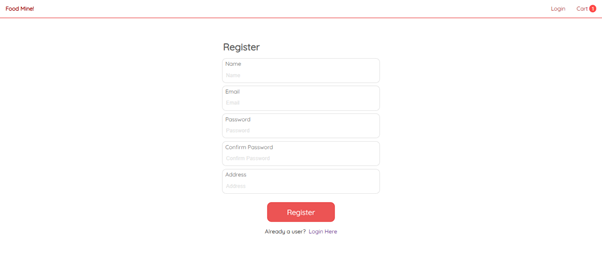 Food Mine!
Login Cart 3
Register
Name
Name
Email
Email
Password
Password
Confirm Password
Confirm Password
Address
Address
Register
Already a user? Login Here